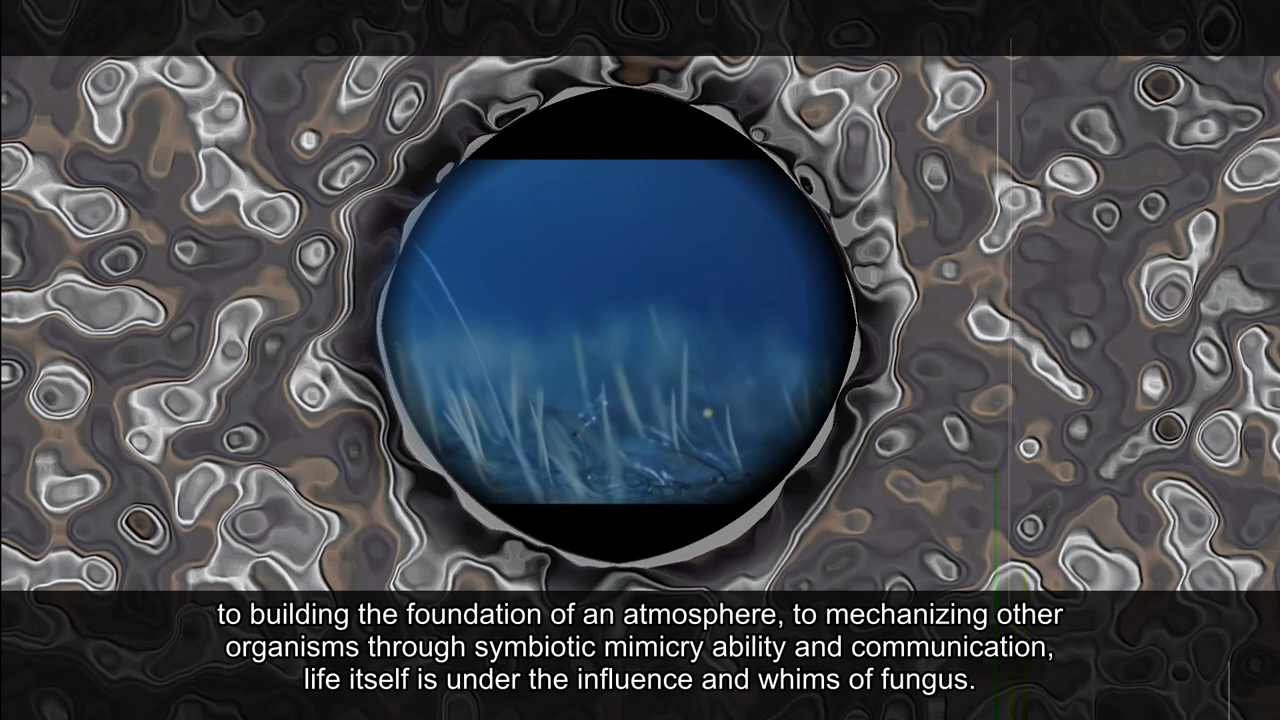 to building the foundation of an atmosphere, to mechanizing other
organisms through symbiotic mimicry ability and communication,
life itself is under the influence and whims of fungus.